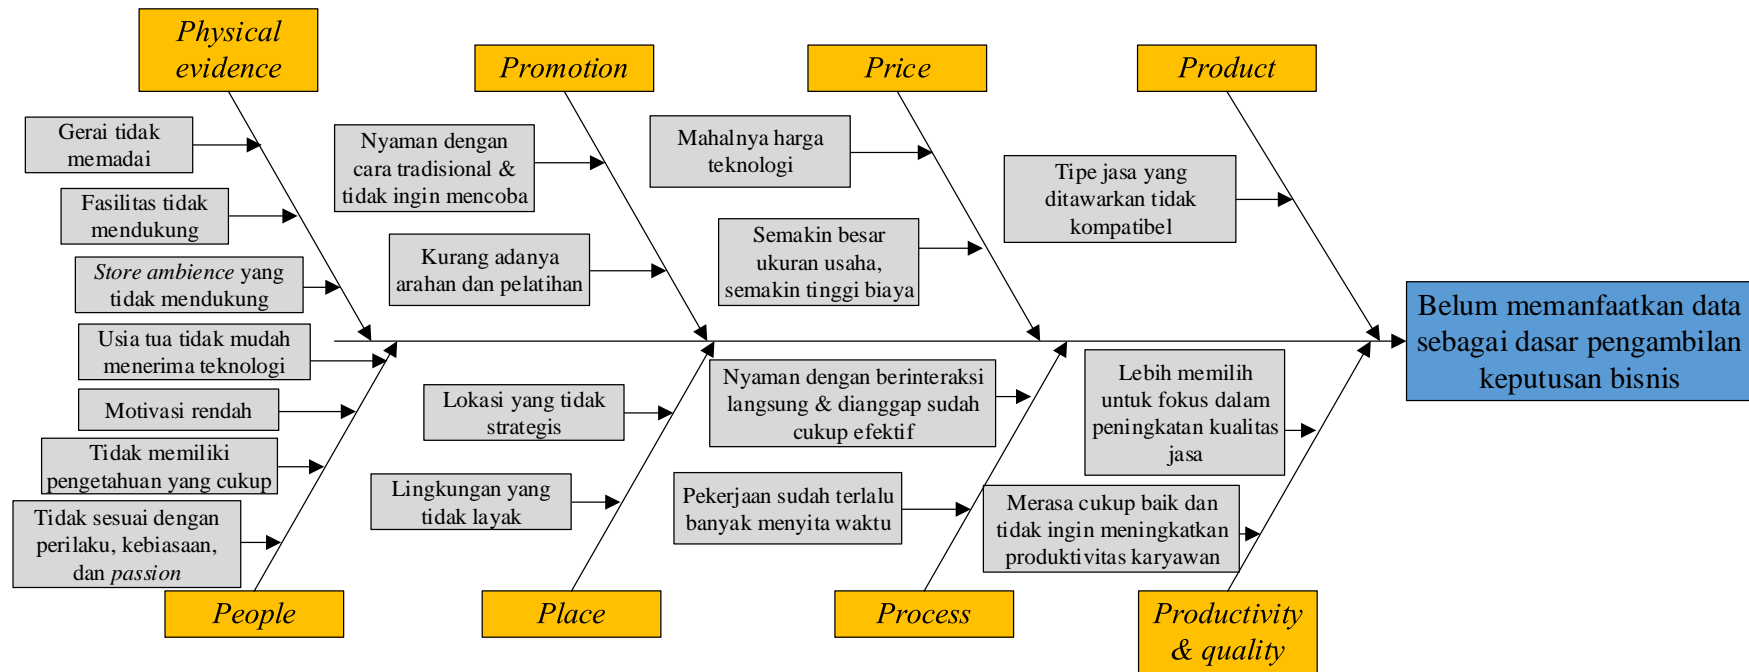 Physical
evidence
Promotion
Price
Product
Gerai tidak
memadai
Fasilitas tidak
mendukung
Store ambience yang
tidak mendukung
Nyaman dengan
cara tradisional &
tidak ingin mencoba
Kurang adanya
arahan dan pelatihan
Mahalnya harga
teknologi
Semakin besar
ukuran usaha,
semakin tinggi biaya
Tipe jasa yang
ditawarkan tidak
kompatibel
Belum memanfaatkan data
sebagai dasar pengambilan
keputusan bisnis
Usia tua tidak mudah
menerima teknologi
Motivasi rendah
Tidak memiliki
pengetahuan yang cukup
Tidak sesuai dengan
perilaku, kebiasaan,
dan passion
Lokasi yang tidak
strategis
Lingkungan yang
tidak layak
Nyaman dengan berinteraksi
langsung & dianggap sudah
cukup efektif
Pekerjaan sudah terlalu
banyak menyita waktu
Lebih memilih
untuk fokus dalam
peningkatan kualitas
jasa
Merasa cukup baik dan
tidak ingin meningkatkan
produktivitas karyawan
People
Place
Process
Productivity
& quality